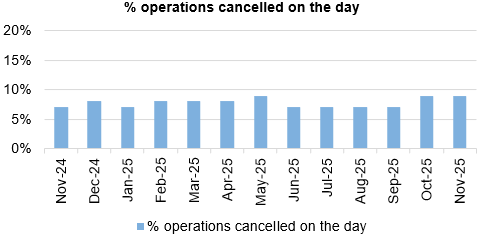 % operations cancelled on the day
20%
15%
10%
5%
0%
Nov-24
Dec-24
Jan-25
Feb-25
Mar-25
Apr-25
May-25
Jun-25
Jul-25
Aug-25
Sep-25
Oct-25
Nov-25
% operations cancelled on the day